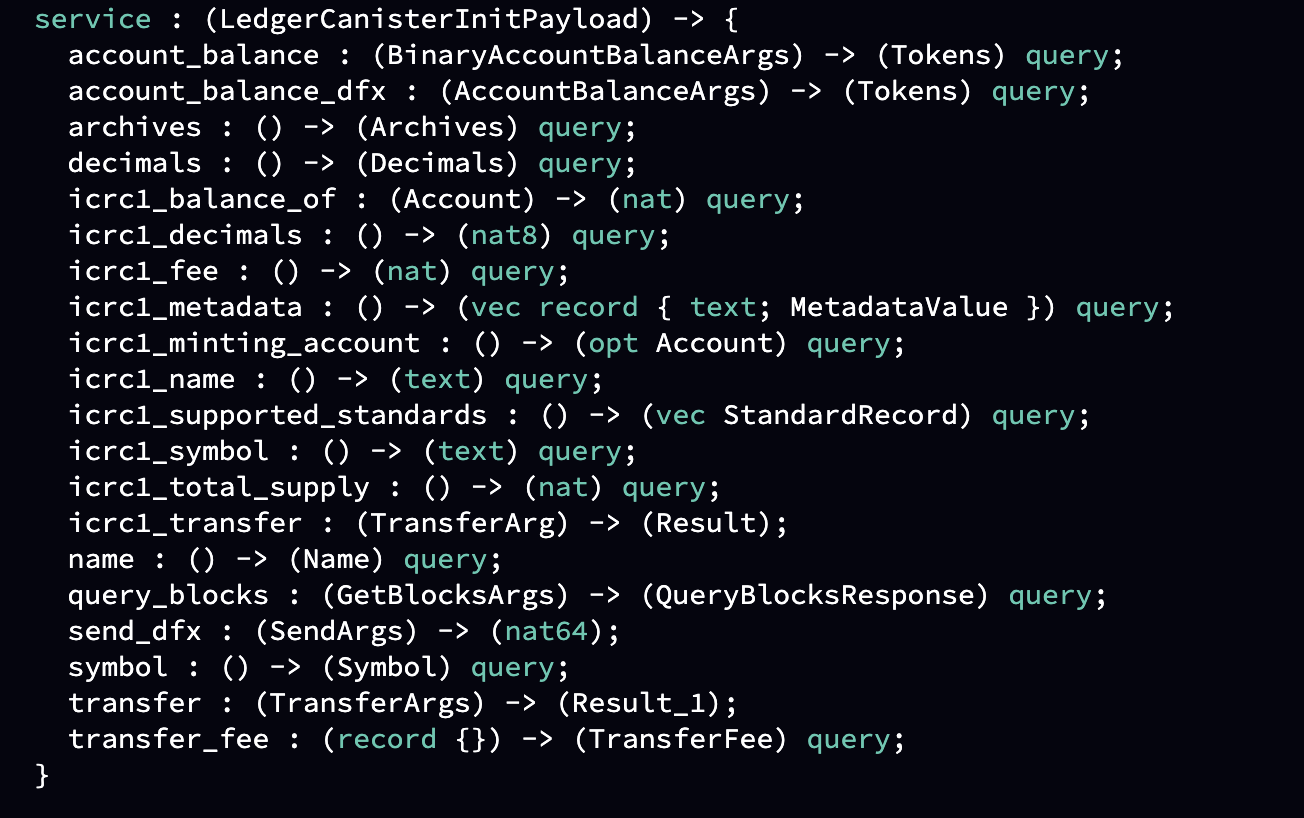 service : (LedgerCanisterInitPayload) -> {
  account_balance : (BinaryAccountBalanceArgs) -> (Tokens) query;
  account_balance_dfx : (AccountBalanceArgs) -> (Tokens) query;
  archives : () -> (Archives) query;
  decimals : () -> (Decimals) query;
  icrc1_balance_of : (Account) -> (nat) query;
  icrc1_decimals : () -> (nat8) query;
  icrc1_fee : () -> (nat) query;
  icrc1_metadata : () -> (vec record { text; MetadataValue }) query;
  icrc1_minting_account : () -> (opt Account) query;
  icrc1_name : () -> (text) query;
  icrc1_supported_standards : () -> (vec StandardRecord) query;
  icrc1_symbol : () -> (text) query;
  icrc1_total_supply : () -> (nat) query;
  icrc1_transfer : (TransferArg) -> (Result);
  name : () -> (Name) query;
  query_blocks : (GetBlocksArgs) -> (QueryBlocksResponse) query;
  send_dfx : (SendArgs) -> (nat64);
  symbol : () -> (Symbol) query;
  transfer : (TransferArgs) -> (Result_1);
  transfer_fee : (record {}) -> (TransferFee) query;
}